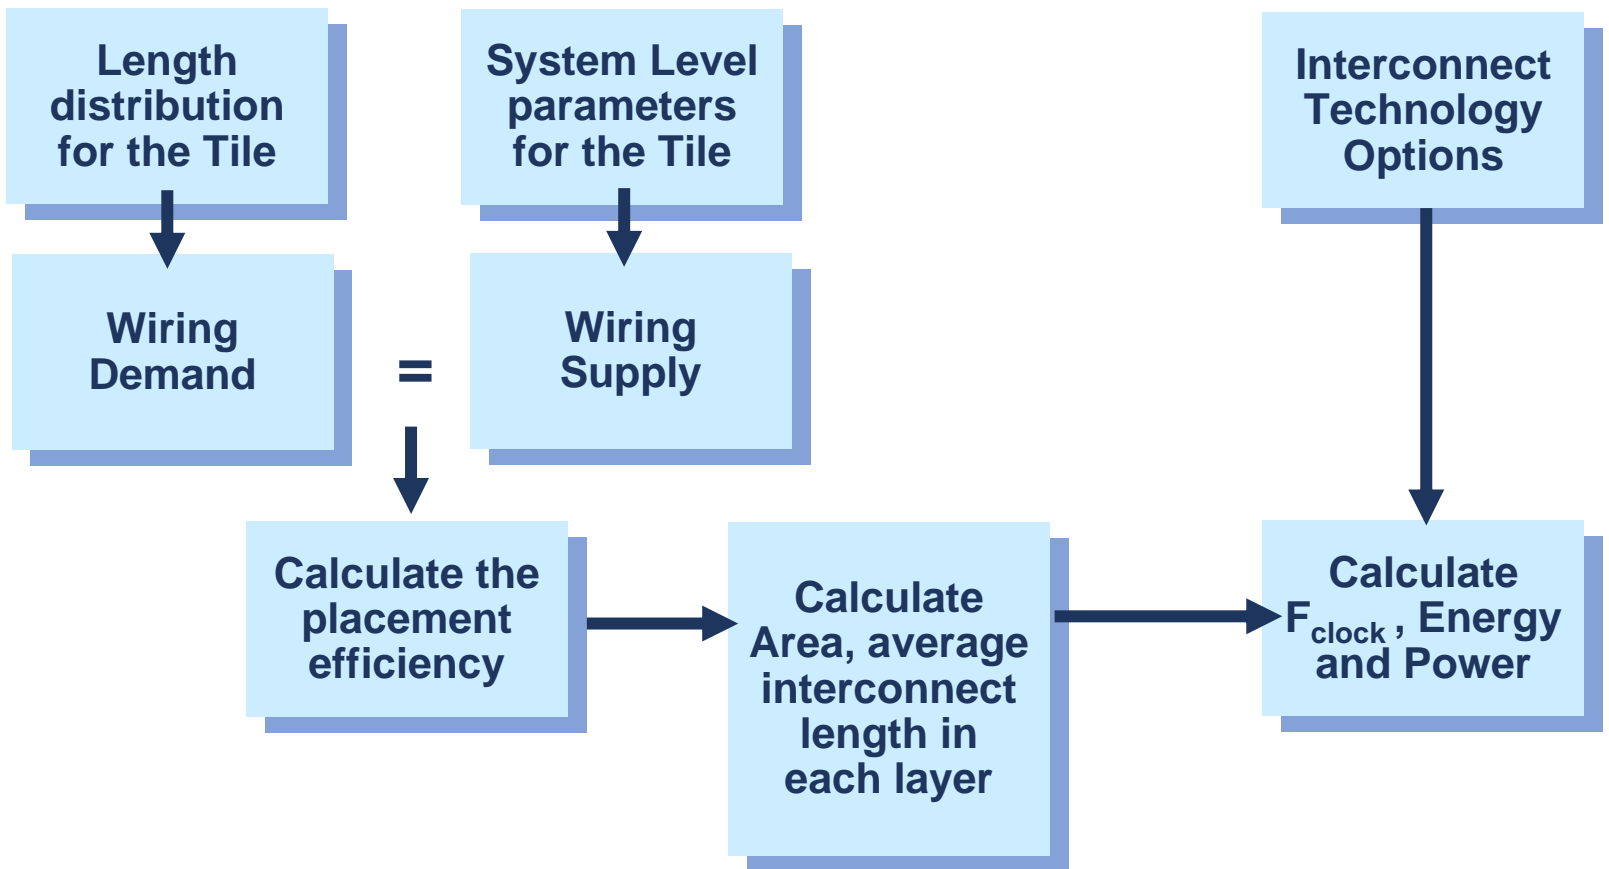 Length
distribution
for the Tile
System Level
parameters
for the Tile
Interconnect
Technology
Options
Wiring
Demand
=
Wiring
Supply
Calculate the
placement
efficiency
Calculate
Area, average
interconnect
length in
each layer
Calculate
Fclock , Energy
and Power